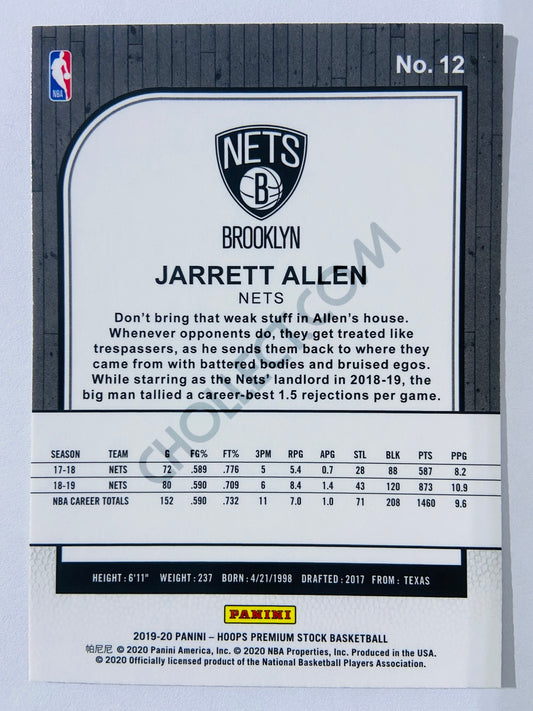 No. 12
NBA
NETS
B
BROOKLYN
JARRETT ALLEN
NETS
Don't bring that weak stuff in Allen's house.
Whenever opponents do, they get treated like
trespassers, as he sends them back to where they
came from with battered bodies and bruised egos.
While starring as the Nets' landlord in 2018-19, the
big man tallied a career-best 1.5 rejections per game.
CHOLLECT.COM
SEASON TEAM G FG% FT% 3PM RPG APG STL BLK PTS PPG
17-18 NETS 72 .589 .776 5 5.4 0.7 28 88 587 8.2
18-19 NETS 80 .590 .709 6 8.4 1.4 43 120 873 10.9
NBA CAREER TOTALS 152 .590 .732 11 7.0 1.0 71 208 1460 9.6
HEIGHT: 6'11" WEIGHT: 237 BORN: 4/21/1998 DRAFTED: 2017 FROM: TEXAS
PANINI
2019-20 PANINI – HOOPS PREMIUM STOCK BASKETBALL
帕尼尼 © 2020 Panini America, Inc. © 2020 NBA Properties, Inc. Produced in the USA.
© 2020 Officially licensed product of the National Basketball Players Association.